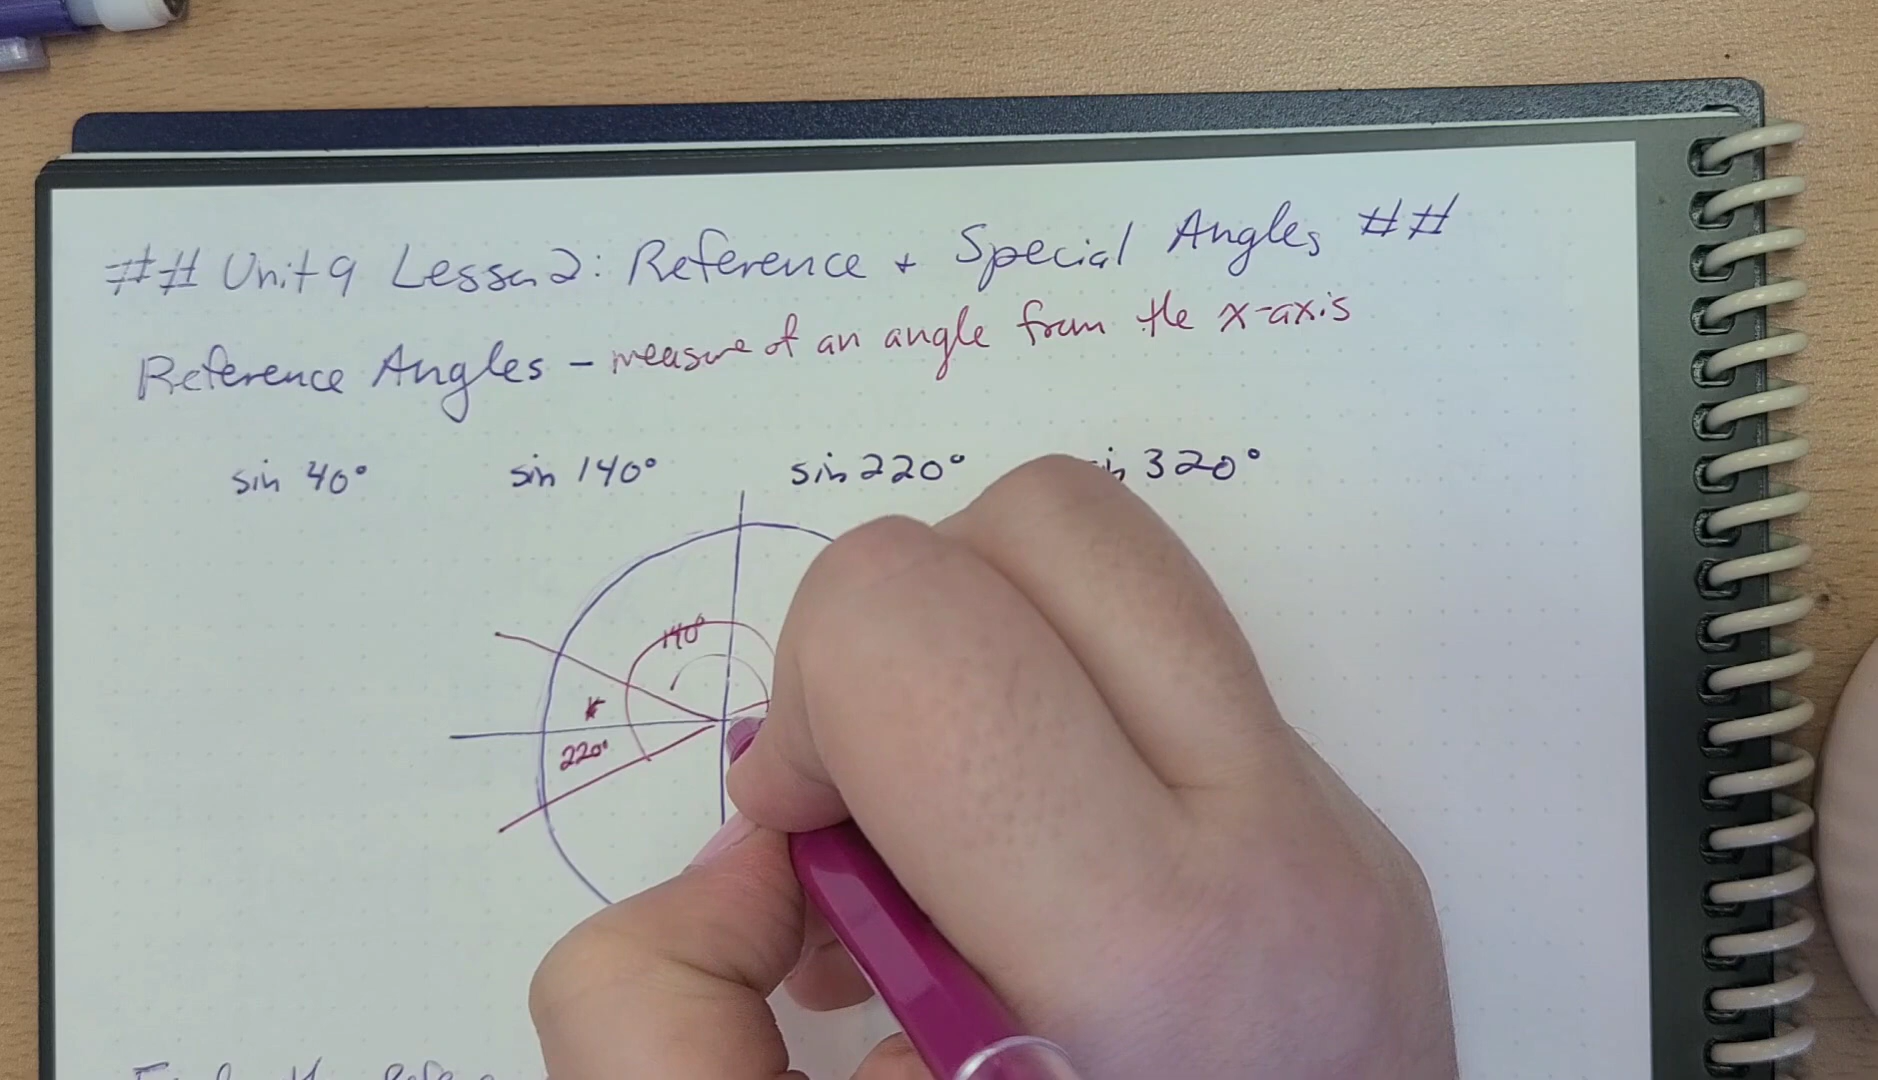 ## Unit 9 Lesson 2: Reference + Special Angles ##
Reference Angles - measure of an angle from the x-axis
sin 40° sin 140° sin 220° sin 320°
140°
220°